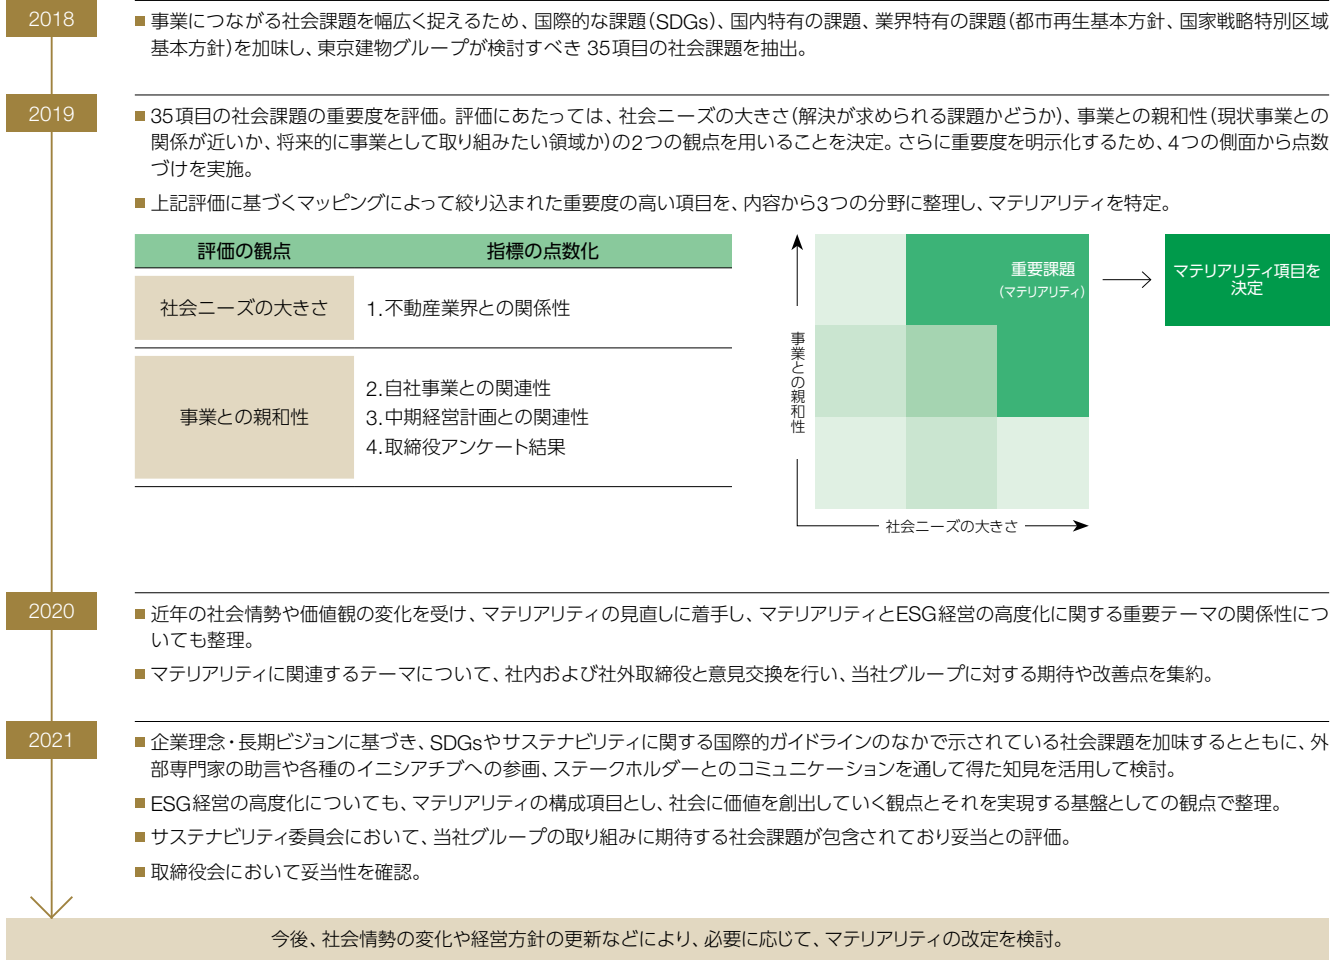 2018
■ 事業につながる社会課題を幅広く捉えるため、国際的な課題（SDGs）、国内特有の課題、業界特有の課題（都市再生基本方針、国家戦略特別区域
基本方針）を加味し、東京建物グループが検討すべき 35項目の社会課題を抽出。
2019
■ 35項目の社会課題の重要度を評価。評価にあたっては、社会ニーズの大きさ（解決が求められる課題かどうか）、事業との親和性（現状事業との
関係が近いか、将来的に事業として取り組みたい領域か）の2つの観点を用いることを決定。さらに重要度を明示化するため、4つの側面から点数
づけを実施。
■ 上記評価に基づくマッピングによって絞り込まれた重要度の高い項目を、内容から3つの分野に整理し、マテリアリティを特定。
評価の観点 指標の点数化
社会ニーズの大きさ 1.不動産業界との関係性
事業との親和性
2.自社事業との関連性
3.中期経営計画との関連性
4.取締役アンケート結果
事業との親和性
重要課題
（マテリアリティ）
社会ニーズの大きさ
マテリアリティ項目を
決定
2020
■ 近年の社会情勢や価値観の変化を受け、マテリアリティの見直しに着手し、マテリアリティとESG経営の高度化に関する重要テーマの関係性につ
いても整理。
■ マテリアリティに関連するテーマについて、社内および社外取締役と意見交換を行い、当社グループに対する期待や改善点を集約。
2021
■ 企業理念・長期ビジョンに基づき、SDGsやサステナビリティに関する国際的ガイドラインのなかで示されている社会課題を加味するとともに、外
部専門家の助言や各種のイニシアチブへの参画、ステークホルダーとのコミュニケーションを通して得た知見を活用して検討。
■ ESG経営の高度化についても、マテリアリティの構成項目とし、社会に価値を創出していく観点とそれを実現する基盤としての観点で整理。
■ サステナビリティ委員会において、当社グループの取り組みに期待する社会課題が包含されており妥当との評価。
■ 取締役会において妥当性を確認。
今後、社会情勢の変化や経営方針の更新などにより、必要に応じて、マテリアリティの改定を検討。